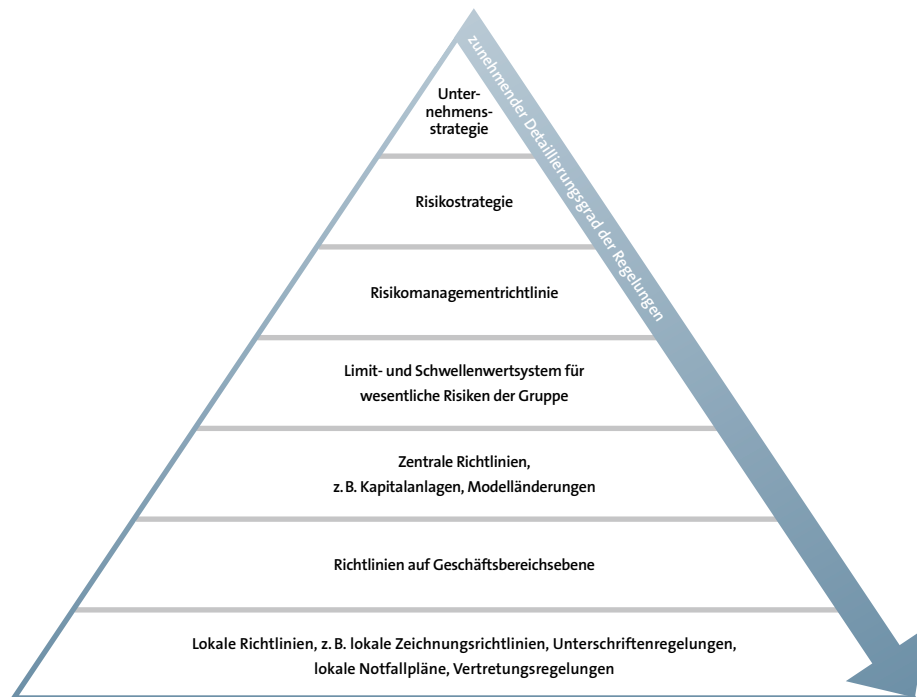 zunehmender Detaillierungsgrad der Regelungen
Unter-
nehmens-
strategie
Risikostrategie
Risikomanagementrichtlinie
Limit- und Schwellenwertsystem für
wesentliche Risiken der Gruppe
Zentrale Richtlinien,
z.B. Kapitalanlagen, Modelländerungen
Richtlinien auf Geschäftsbereichsebene
Lokale Richtlinien, z.B. lokale Zeichnungsrichtlinien, Unterschriftenregelungen,
lokale Notfallpläne, Vertretungsregelungen